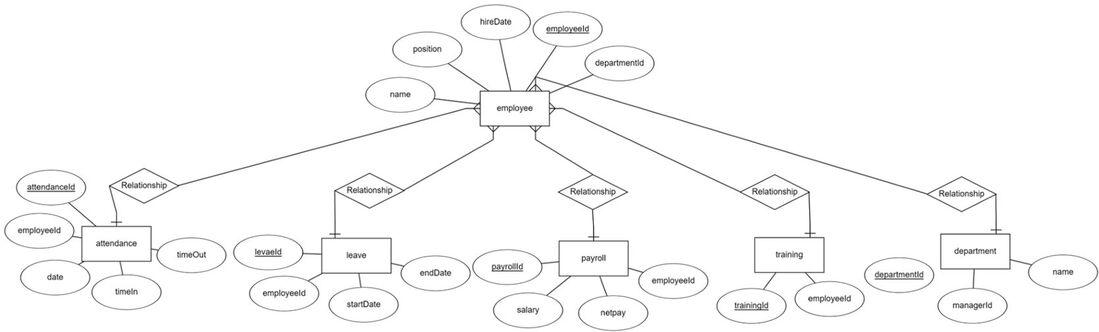 hireDate
employeeId
position
departmentId
name
employee
Relationship
Relationship
Relationship
Relationship
Relationship
attendanceId
employeeId
attendance
timeOut
date
timeIn
levaeId
leave
endDate
employeeId
startDate
payroll
payrollId
employeeId
salary
netpay
training
trainingId
employeeId
department
departmentId
name
managerId